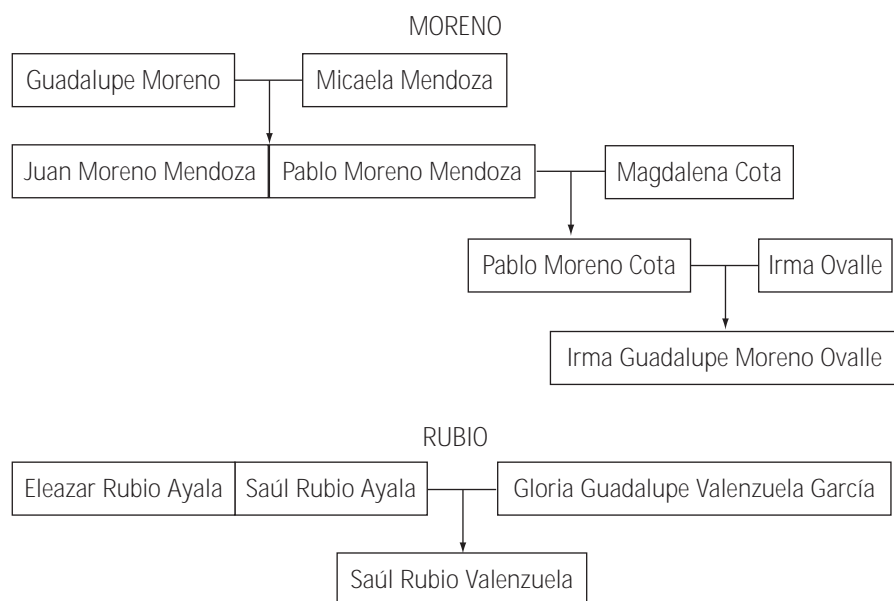 MORENO
Guadalupe Moreno
Micaela Mendoza
Juan Moreno Mendoza
Pablo Moreno Mendoza
Magdalena Cota
Pablo Moreno Cota
Irma Ovalle
Irma Guadalupe Moreno Ovalle
RUBIO
Eleazar Rubio Ayala
Saúl Rubio Ayala
Gloria Guadalupe Valenzuela García
Saúl Rubio Valenzuela